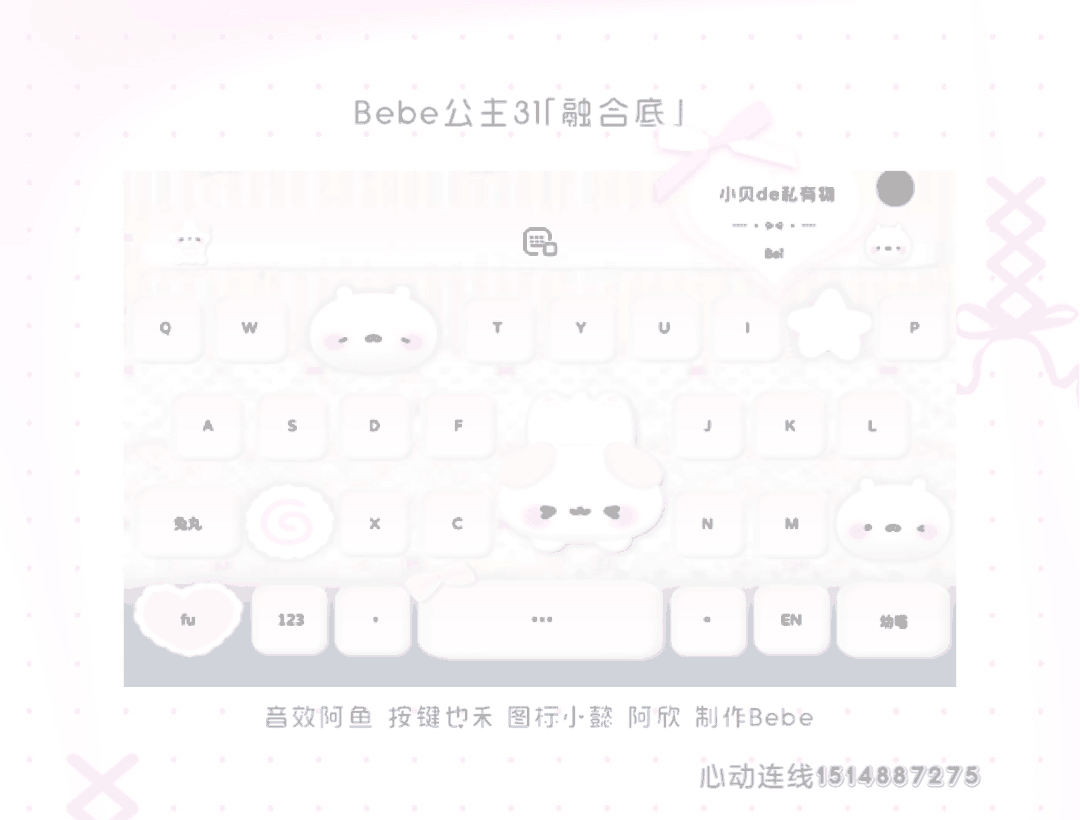 Bebe公主31「融合底」
小贝de私有物
Bei
Q W T Y U I P
A S D F J K L
兔丸 X C N M
fu 123 EN 幼喵
音效阿鱼 按键也禾 图标小懿 阿欣 制作Bebe
心动连线1514887275